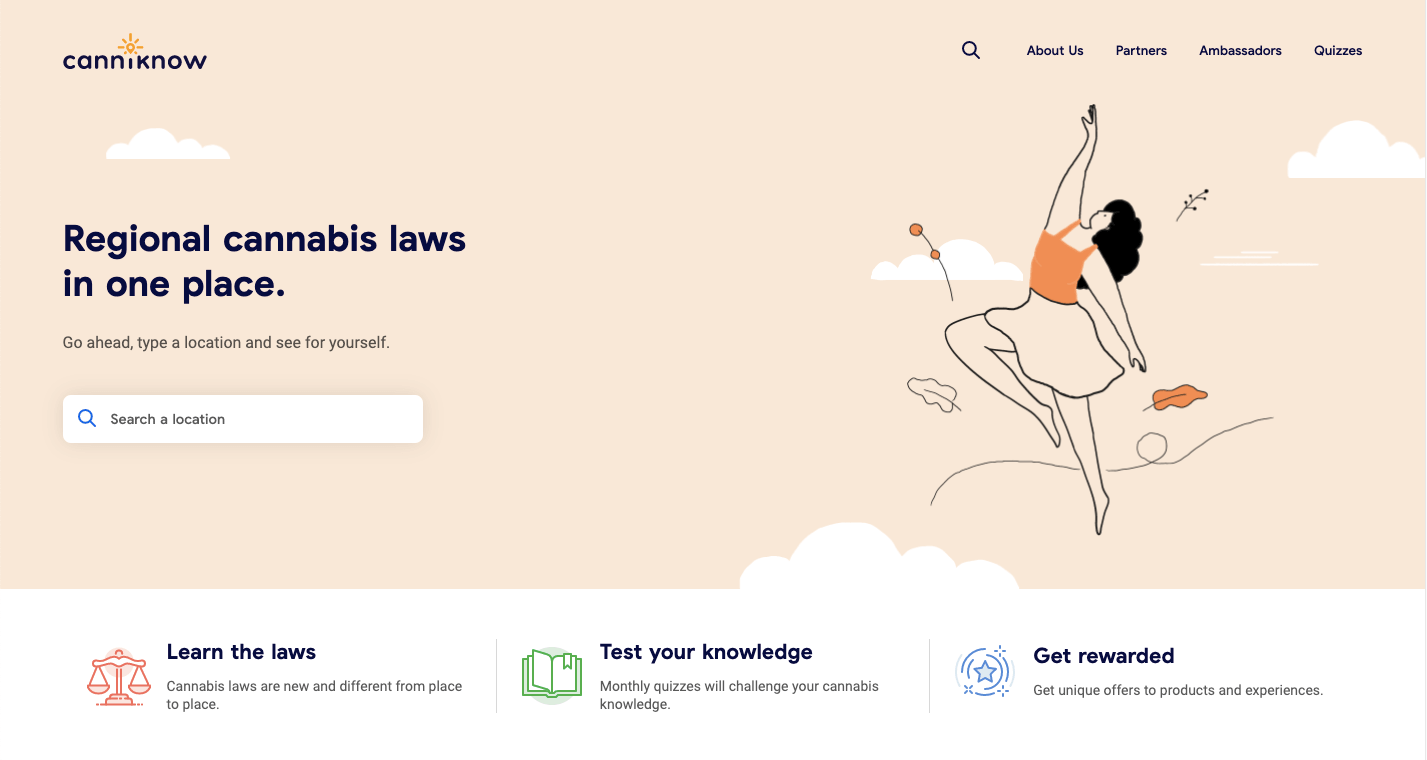 canniknow
About Us
Partners
Ambassadors
Quizzes
Regional cannabis laws
in one place.
Go ahead, type a location and see for yourself.
Search a location
Learn the laws
Cannabis laws are new and different from place
to place.
Test your knowledge
Monthly quizzes will challenge your cannabis
knowledge.
Get rewarded
Get unique offers to products and experiences.